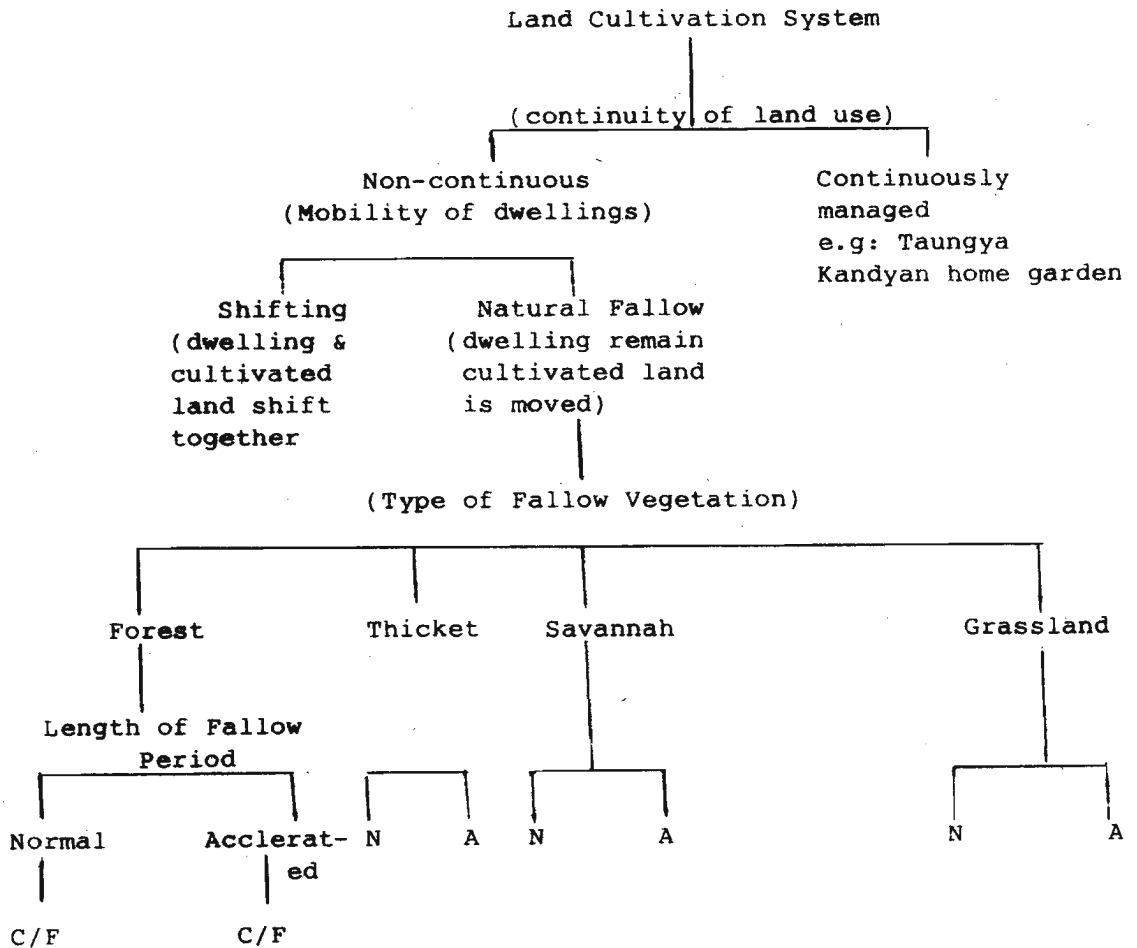 Land Cultivation System
(continuity of land use)
Non-continuous
(Mobility of dwellings)
Continuously
managed
e.g: Taungya
Kandyan home garden
Shifting
(dwelling &
cultivated
land shift
together
Natural Fallow
(dwelling remain
cultivated land
is moved)
(Type of Fallow Vegetation)
Forest
Thicket
Savannah
Grassland
Length of Fallow
Period
Normal
Acclerat-
ed
N
A
N
A
N
A
C/F
C/F